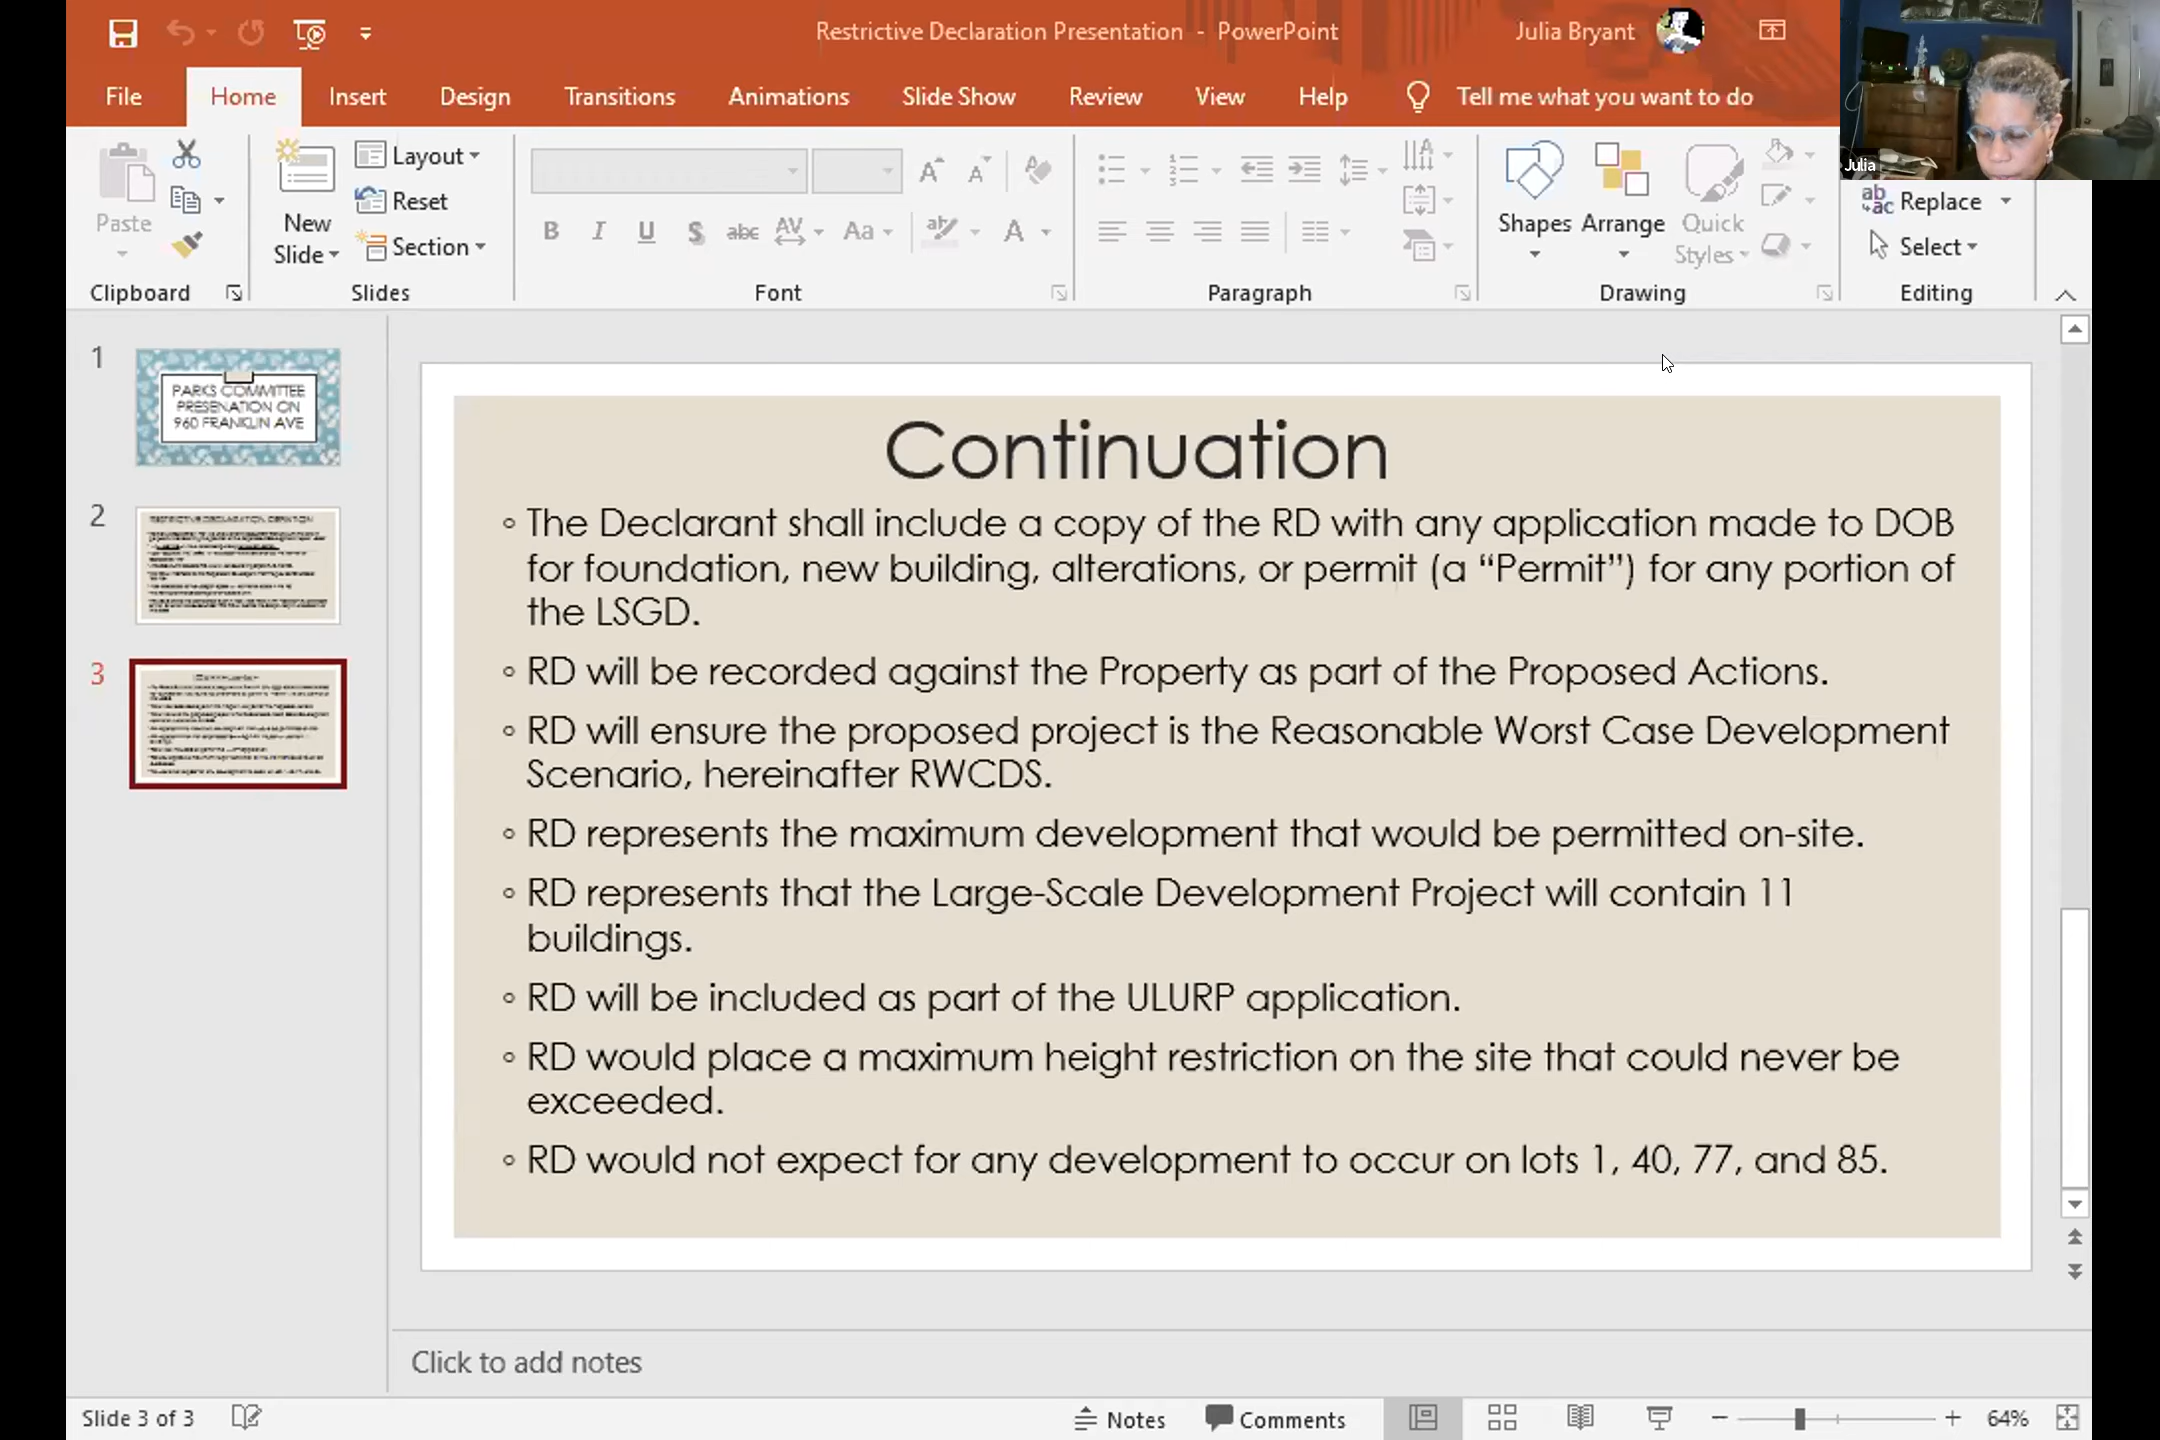 Restrictive Declaration Presentation - PowerPoint
Julia Bryant
File
Home
Insert
Design
Transitions
Animations
Slide Show
Review
View
Help
Tell me what you want to do
Julia
Paste
New
Slide
Layout
Reset
Section
B I U S abc AV Aa ab A
Shapes
Arrange
Quick
Styles
ab
ac
Replace
Select
Clipboard
Slides
Font
Paragraph
Drawing
Editing
1
PARKS COMMITTEE
PRESENATION ON
960 FRANKLIN AVE
2
3
Continuation
◦ The Declarant shall include a copy of the RD with any application made to DOB
for foundation, new building, alterations, or permit (a “Permit”) for any portion of
the LSGD.
◦ RD will be recorded against the Property as part of the Proposed Actions.
◦ RD will ensure the proposed project is the Reasonable Worst Case Development
Scenario, hereinafter RWCDS.
◦ RD represents the maximum development that would be permitted on-site.
◦ RD represents that the Large-Scale Development Project will contain 11
buildings.
◦ RD will be included as part of the ULURP application.
◦ RD would place a maximum height restriction on the site that could never be
exceeded.
◦ RD would not expect for any development to occur on lots 1, 40, 77, and 85.
Click to add notes
Slide 3 of 3
Notes
Comments
64%